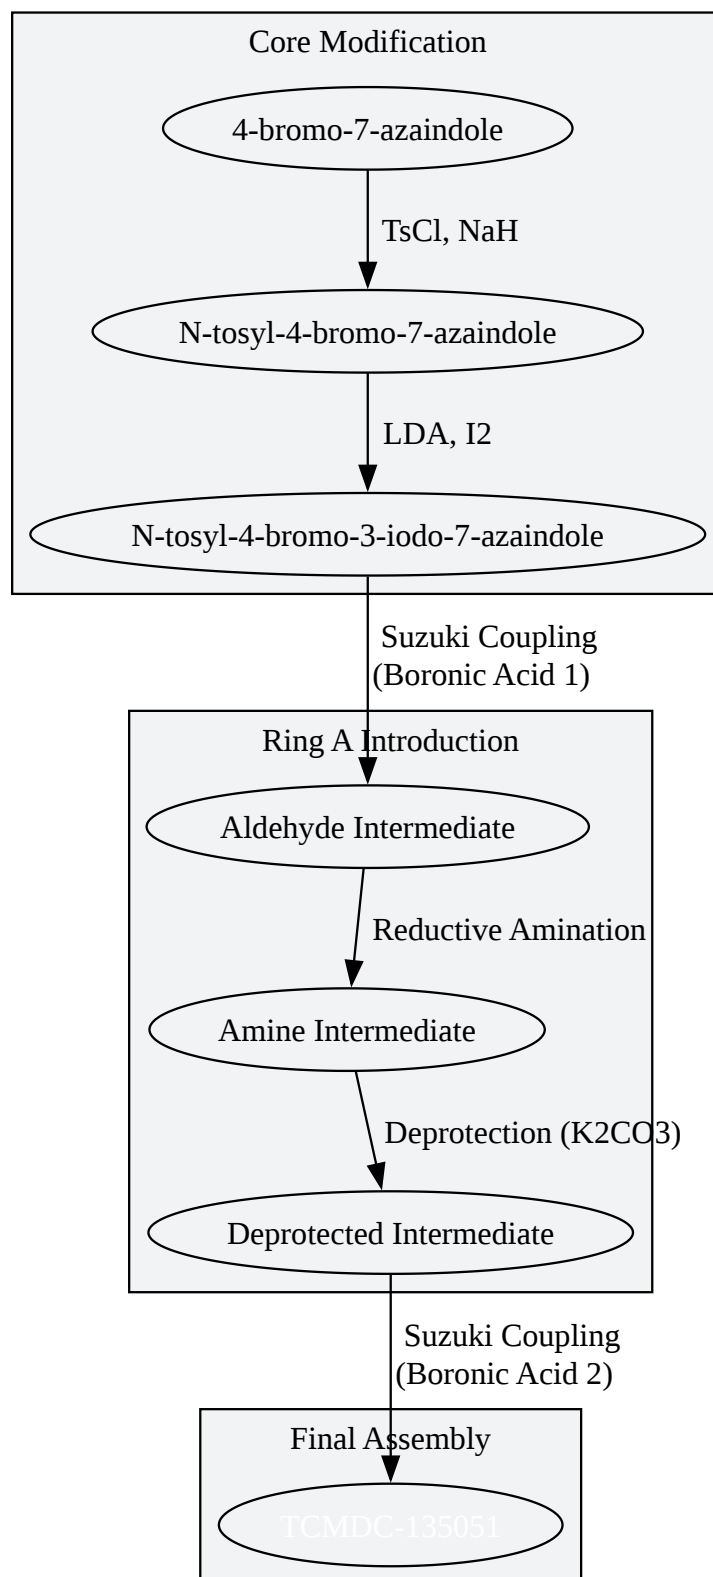 Core Modification
4-bromo-7-azaindole
TsCl, NaH
N-tosyl-4-bromo-7-azaindole
LDA, I2
N-tosyl-4-bromo-3-iodo-7-azaindole
Suzuki Coupling
(Boronic Acid 1)
Ring A Introduction
Aldehyde Intermediate
Reductive Amination
Amine Intermediate
Deprotection (K2CO3)
Deprotected Intermediate
Suzuki Coupling
(Boronic Acid 2)
Final Assembly
TCMDC-135051